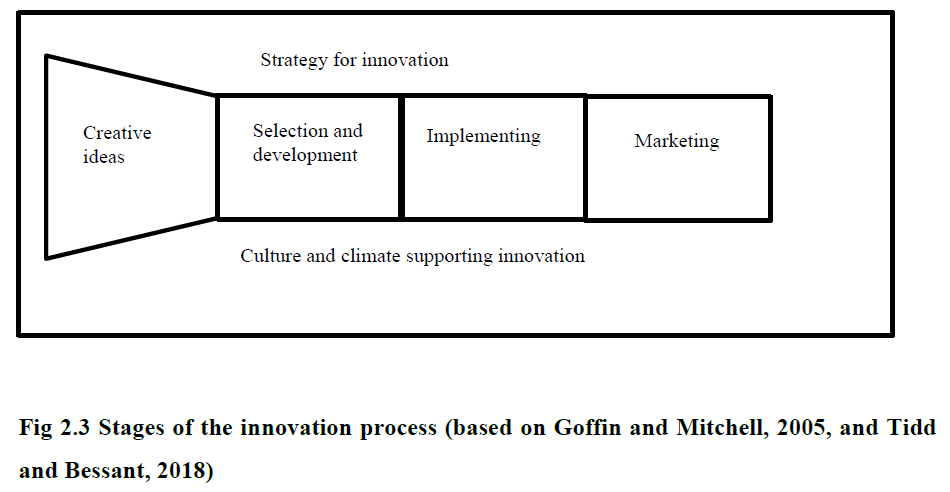 Strategy for innovation
Creative
ideas
Selection and
development
Implementing
Marketing
Culture and climate supporting innovation
Fig 2.3 Stages of the innovation process (based on Goffin and Mitchell, 2005, and Tidd
and Bessant, 2018)